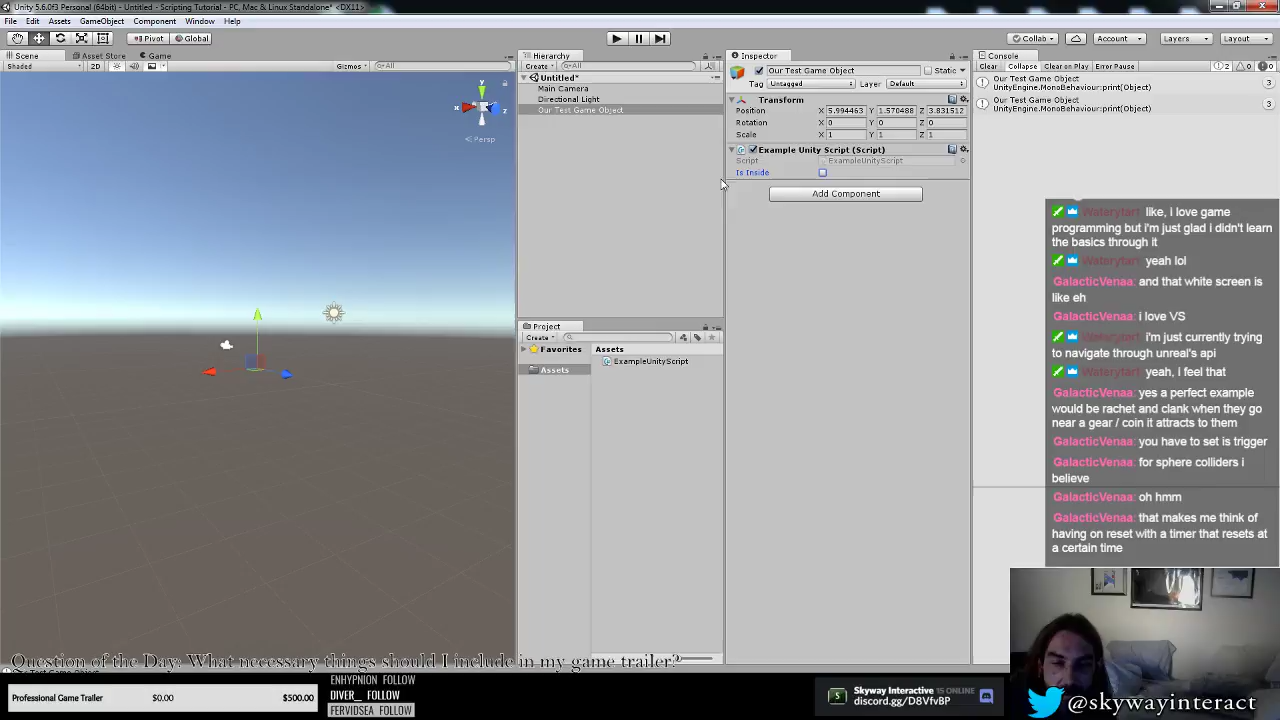 Unity 5.6.0f3 Personal (64bit) - Untitled - Scripting Tutorial - PC, Mac & Linux Standalone* <DX11>
File Edit Assets GameObject Component Window Help
Pivot Global
Collab Account Layers Layout
Scene Asset Store Game
Shaded 2D Gizmos All
y
x z
Persp
Hierarchy
Create All
Untitled*
Main Camera
Directional Light
Our Test Game Object
Project
Create
Favorites
Assets
Assets
ExampleUnityScript
Inspector
Our Test Game Object Static
Tag Untagged Layer Default
Transform
Position X 5.994463 Y 1.570488 Z 3.831512
Rotation X 0 Y 0 Z 0
Scale X 1 Y 1 Z 1
Example Unity Script (Script)
Script ExampleUnityScript
Is Inside
Add Component
Console
Clear Collapse Clear on Play Error Pause 2 0 0
Our Test Game Object
UnityEngine.MonoBehaviour:print(Object)
3
Our Test Game Object
UnityEngine.MonoBehaviour:print(Object)
3
Waterytart: like, i love game
programming but i'm just glad i didn't learn
the basics through it
Waterytart: yeah lol
GalacticVenaa: and that white screen is
like eh
GalacticVenaa: i love VS
Waterytart: i'm just currently trying
to navigate through unreal's api
Waterytart: yeah, i feel that
GalacticVenaa: yes a perfect example
would be rachet and clank when they go
near a gear / coin it attracts to them
GalacticVenaa: you have to set is trigger
GalacticVenaa: for sphere colliders i
believe
GalacticVenaa: oh hmm
GalacticVenaa: that makes me think of
having on reset with a timer that resets at
a certain time
Question of the Day: What necessary things should I include in my game trailer?
Professional Game Trailer $0.00 $500.00
ENHYPNION FOLLOW
DIVER_ FOLLOW
FERVIDSEA FOLLOW
Skyway Interactive 15 ONLINE
discord.gg/D8VfvBP
@skywayinteract